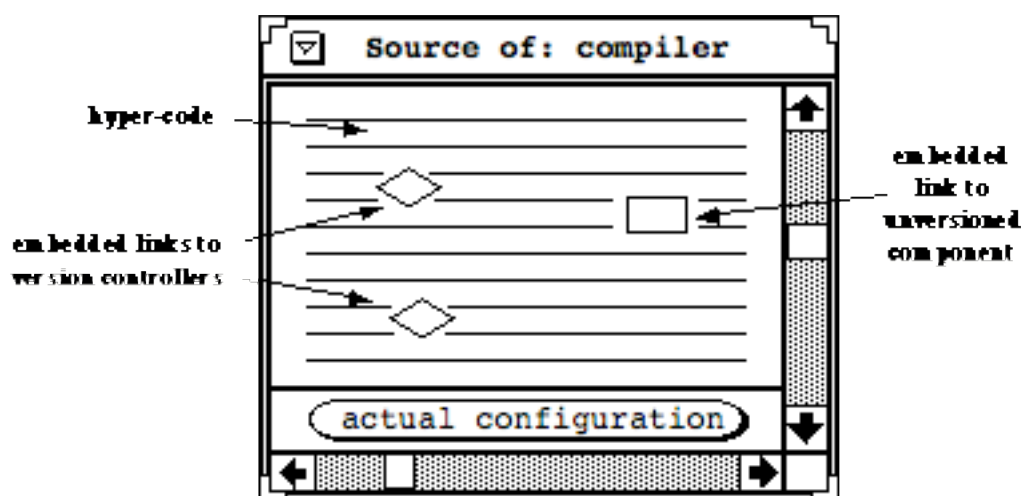 Source of: compiler
hyper-code
embedded
link to
unversioned
component
embedded links to
version controllers
actual configuration